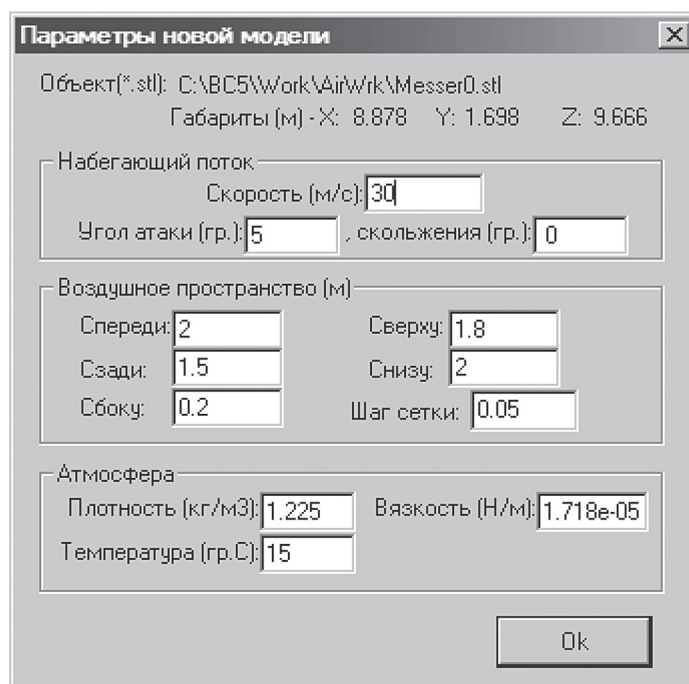 Параметры новой модели
Объект(*.stl): C:\BC5\Work\AirWrk\Messer0.stl
Габариты (м) - X: 8.878 Y: 1.698 Z: 9.666
Набегающий поток
Скорость (м/с): 30
Угол атаки (гр.): 5 , скольжения (гр.): 0
Воздушное пространство (м)
Спереди: 2 Сверху: 1.8
Сзади: 1.5 Снизу: 2
Сбоку: 0.2 Шаг сетки: 0.05
Атмосфера
Плотность (кг/м3): 1.225 Вязкость (Н/м): 1.718e-05
Температура (гр.С): 15
Ok